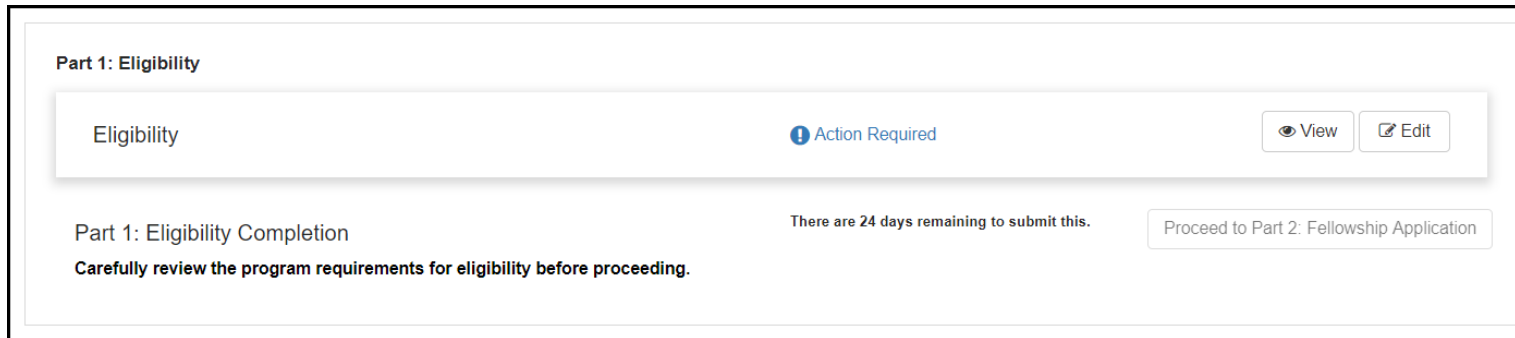 Part 1: Eligibility
Eligibility
Action Required
View
Edit
Part 1: Eligibility Completion
There are 24 days remaining to submit this.
Proceed to Part 2: Fellowship Application
Carefully review the program requirements for eligibility before proceeding.